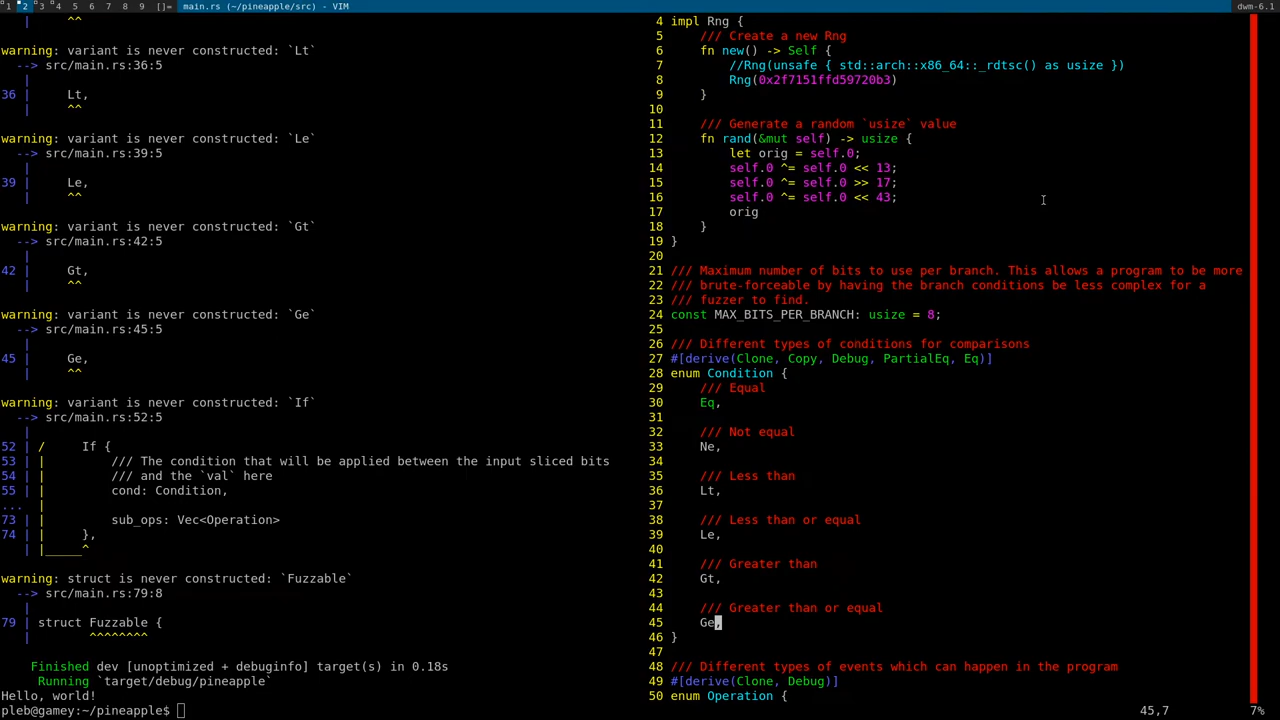 1 2 3 4 5 6 7 8 9 []= main.rs (~/pineapple/src) - VIM dwm-6.1
| ^^
warning: variant is never constructed: `Lt`
--> src/main.rs:36:5
|
36 | Lt,
| ^^
warning: variant is never constructed: `Le`
--> src/main.rs:39:5
|
39 | Le,
| ^^
warning: variant is never constructed: `Gt`
--> src/main.rs:42:5
|
42 | Gt,
| ^^
warning: variant is never constructed: `Ge`
--> src/main.rs:45:5
|
45 | Ge,
| ^^
warning: variant is never constructed: `If`
--> src/main.rs:52:5
|
52 | / If {
53 | | /// The condition that will be applied between the input sliced bits
54 | | /// and the `val` here
55 | | cond: Condition,
... |
73 | | sub_ops: Vec<Operation>
74 | | },
| |_____^
warning: struct is never constructed: `Fuzzable`
--> src/main.rs:79:8
|
79 | struct Fuzzable {
| ^^^^^^^^
Finished dev [unoptimized + debuginfo] target(s) in 0.18s
Running `target/debug/pineapple`
Hello, world!
pleb@gamey:~/pineapple$
4 impl Rng {
5 /// Create a new Rng
6 fn new() -> Self {
7 //Rng(unsafe { std::arch::x86_64::_rdtsc() as usize })
8 Rng(0x2f7151ffd59720b3)
9 }
10
11 /// Generate a random `usize` value
12 fn rand(&mut self) -> usize {
13 let orig = self.0;
14 self.0 ^= self.0 << 13;
15 self.0 ^= self.0 >> 17;
16 self.0 ^= self.0 << 43;
17 orig
18 }
19 }
20
21 /// Maximum number of bits to use per branch. This allows a program to be more
22 /// brute-forceable by having the branch conditions be less complex for a
23 /// fuzzer to find.
24 const MAX_BITS_PER_BRANCH: usize = 8;
25
26 /// Different types of conditions for comparisons
27 #[derive(Clone, Copy, Debug, PartialEq, Eq)]
28 enum Condition {
29 /// Equal
30 Eq,
31
32 /// Not equal
33 Ne,
34
35 /// Less than
36 Lt,
37
38 /// Less than or equal
39 Le,
40
41 /// Greater than
42 Gt,
43
44 /// Greater than or equal
45 Ge,
46 }
47
48 /// Different types of events which can happen in the program
49 #[derive(Clone, Debug)]
50 enum Operation {
45,7 7%